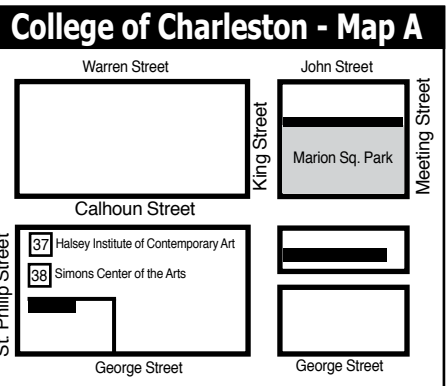 College of Charleston - Map A
Warren Street
John Street
King Street
Meeting Street
Marion Sq. Park
Calhoun Street
St. Philip Street
37 Halsey Institute of Contemporary Art
38 Simons Center of the Arts
George Street
George Street